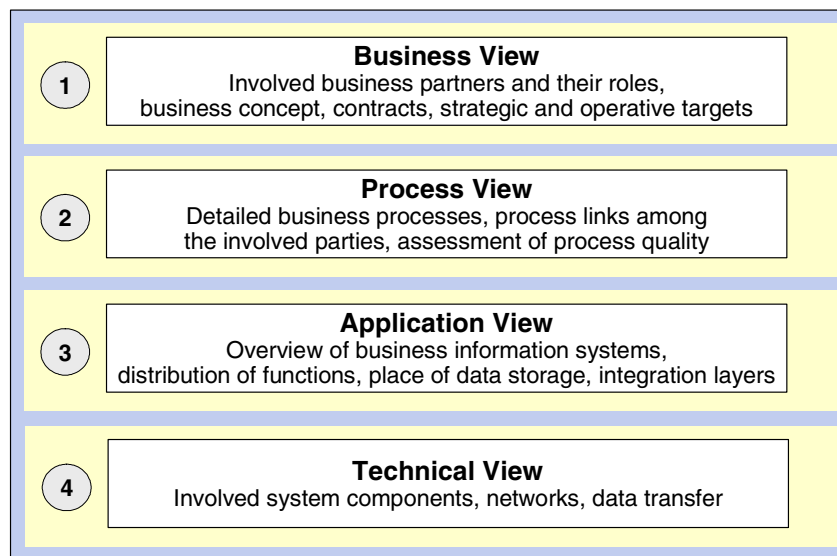 Business View
1
Involved business partners and their roles,
business concept, contracts, strategic and operative targets
Process View
2
Detailed business processes, process links among
the involved parties, assessment of process quality
Application View
3
Overview of business information systems,
distribution of functions, place of data storage, integration layers
Technical View
4
Involved system components, networks, data transfer